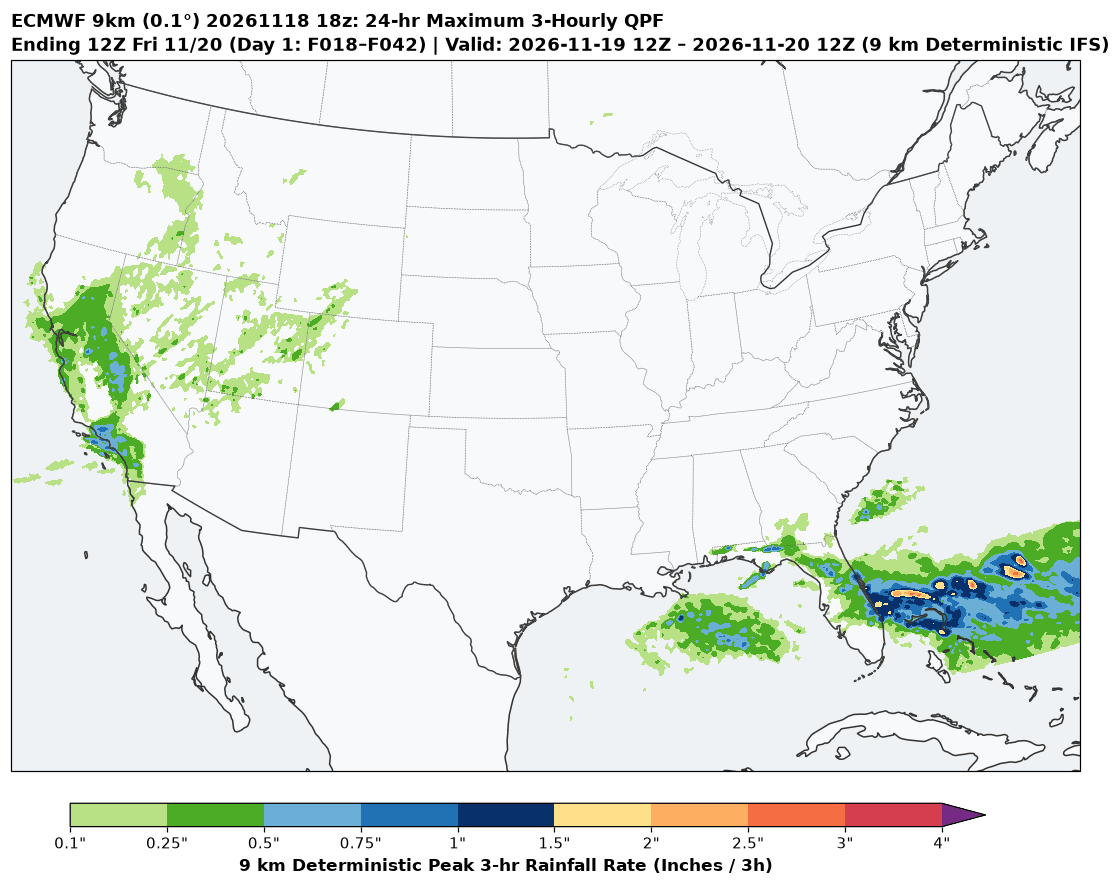 ECMWF 9km (0.1°) 20261118 18z: 24-hr Maximum 3-Hourly QPF
Ending 12Z Fri 11/20 (Day 1: F018–F042) | Valid: 2026-11-19 12Z – 2026-11-20 12Z (9 km Deterministic IFS)
0.1" 0.25" 0.5" 0.75" 1" 1.5" 2" 2.5" 3" 4"
9 km Deterministic Peak 3-hr Rainfall Rate (Inches / 3h)